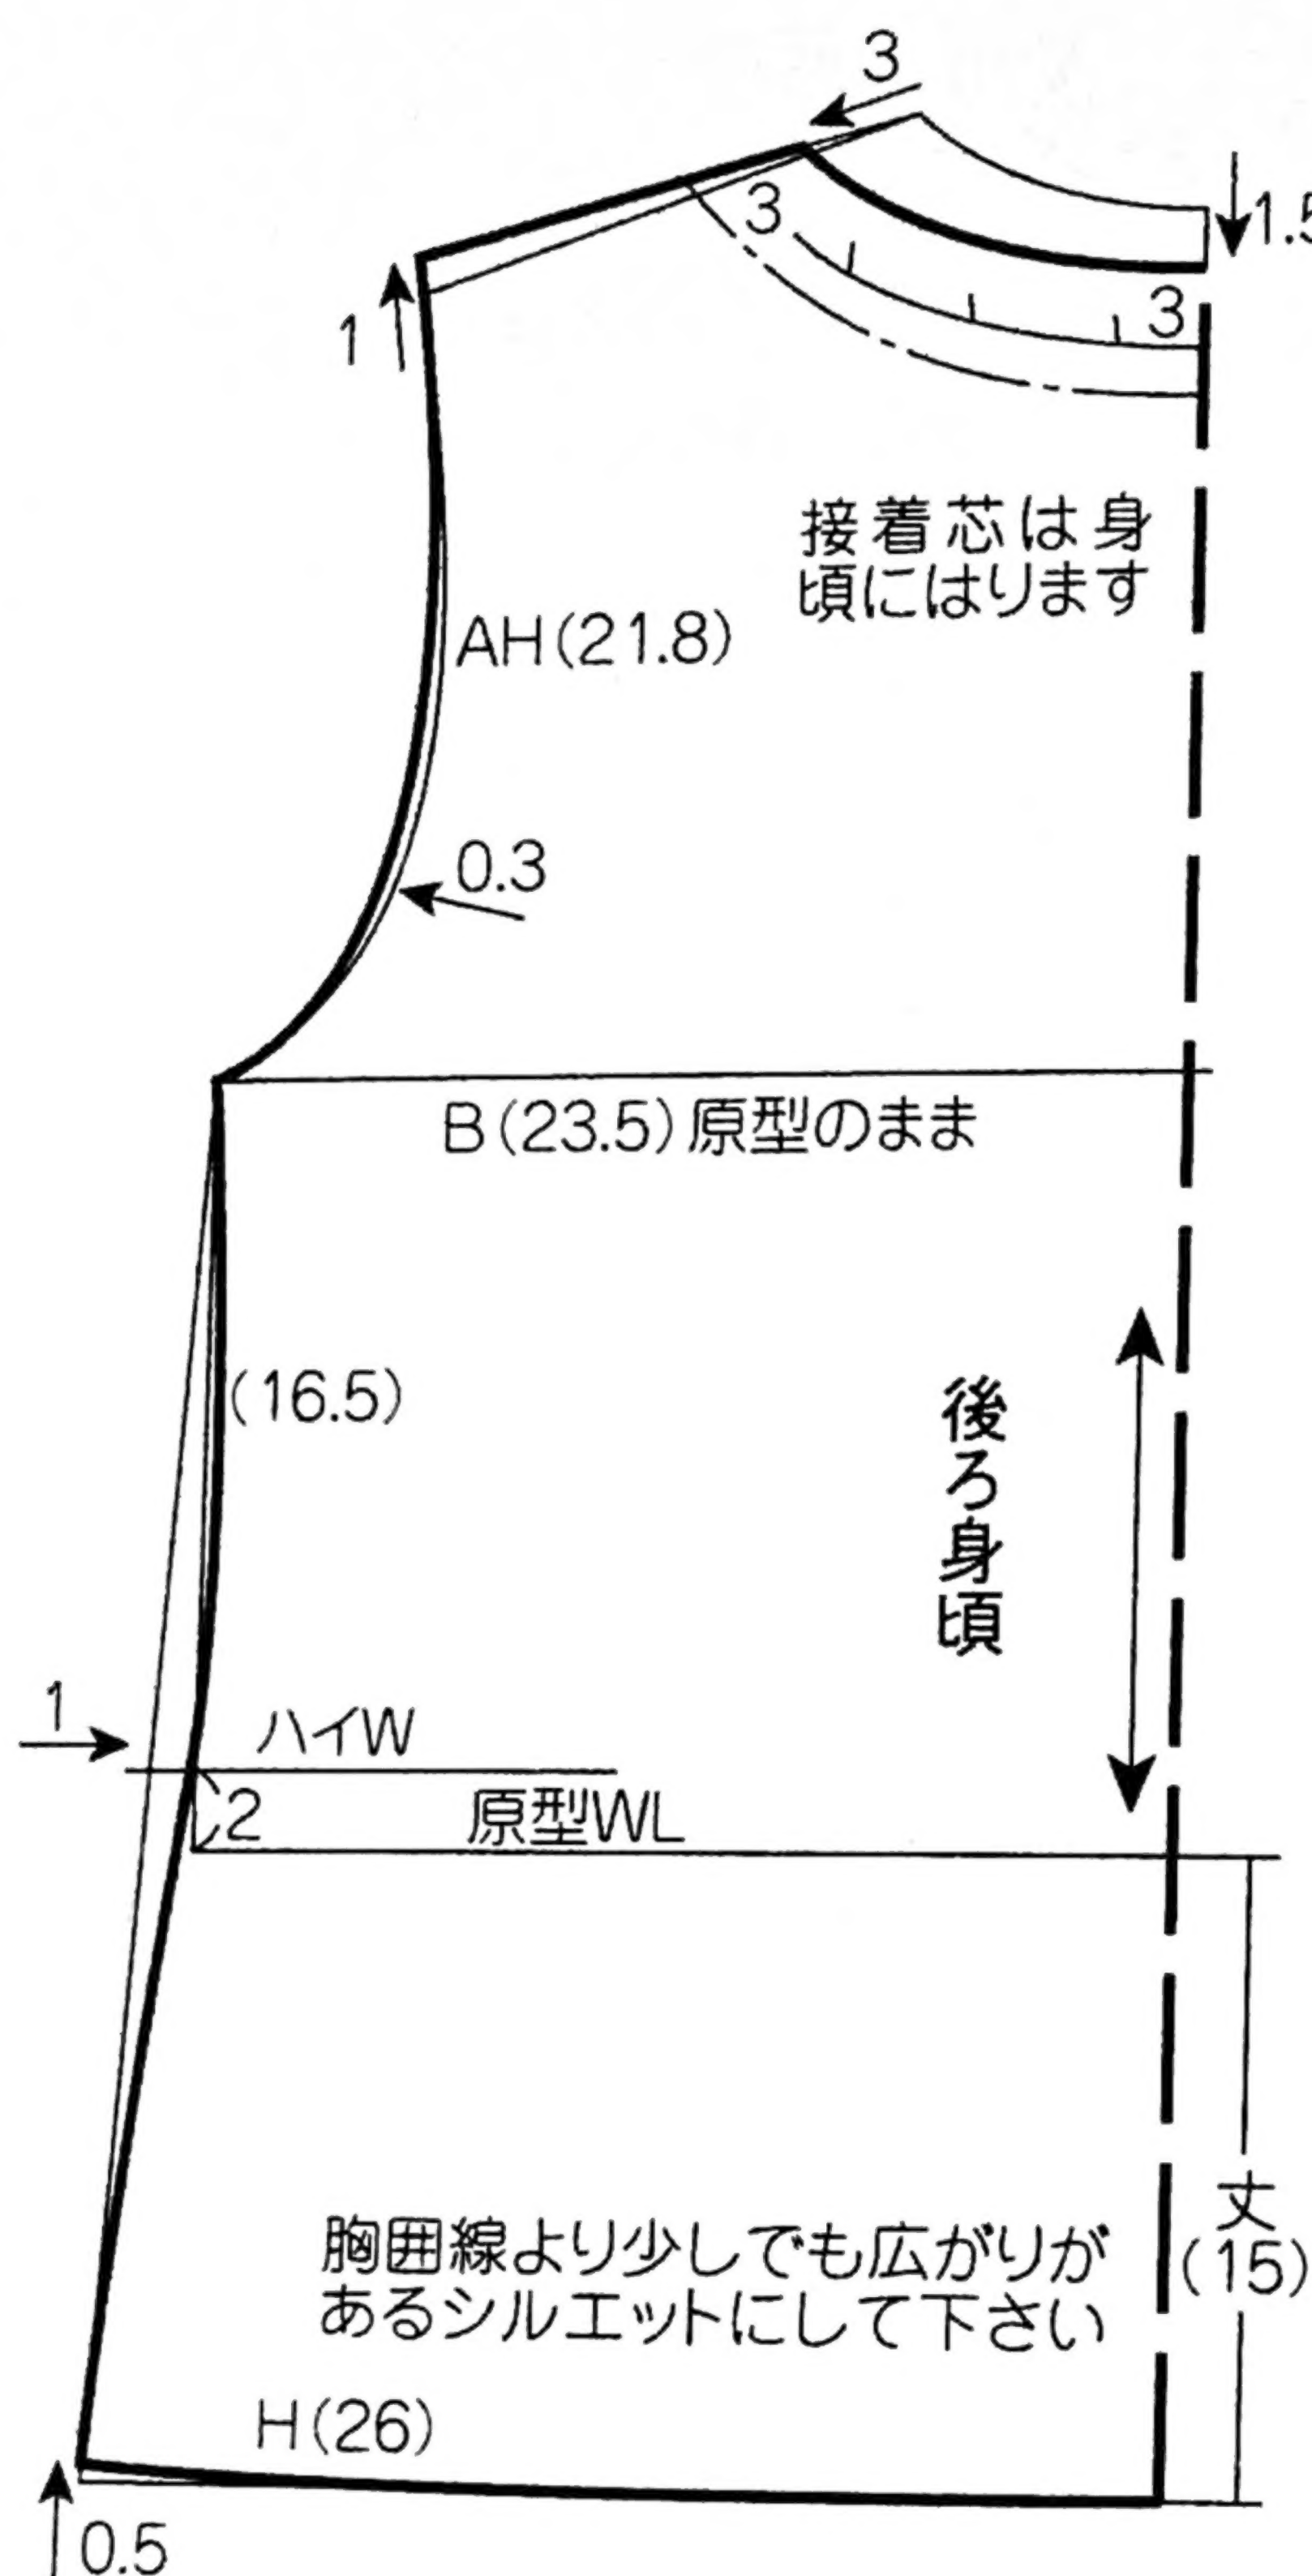 3
1.5
3
3
1
接着芯は身
頃にはります
AH(21.8)
0.3
B(23.5)原型のまま
(16.5)
後ろ身頃
1
ハイW
2
原型WL
丈
(15)
胸囲線より少しでも広がりが
あるシルエットにして下さい
H(26)
0.5